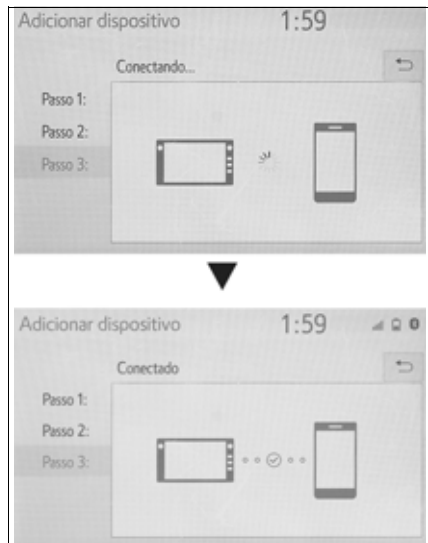 Adicionar dispositivo 1:59
Conectando...
Passo 1:
Passo 2:
Passo 3:
Adicionar dispositivo 1:59
Conectado
Passo 1:
Passo 2:
Passo 3: